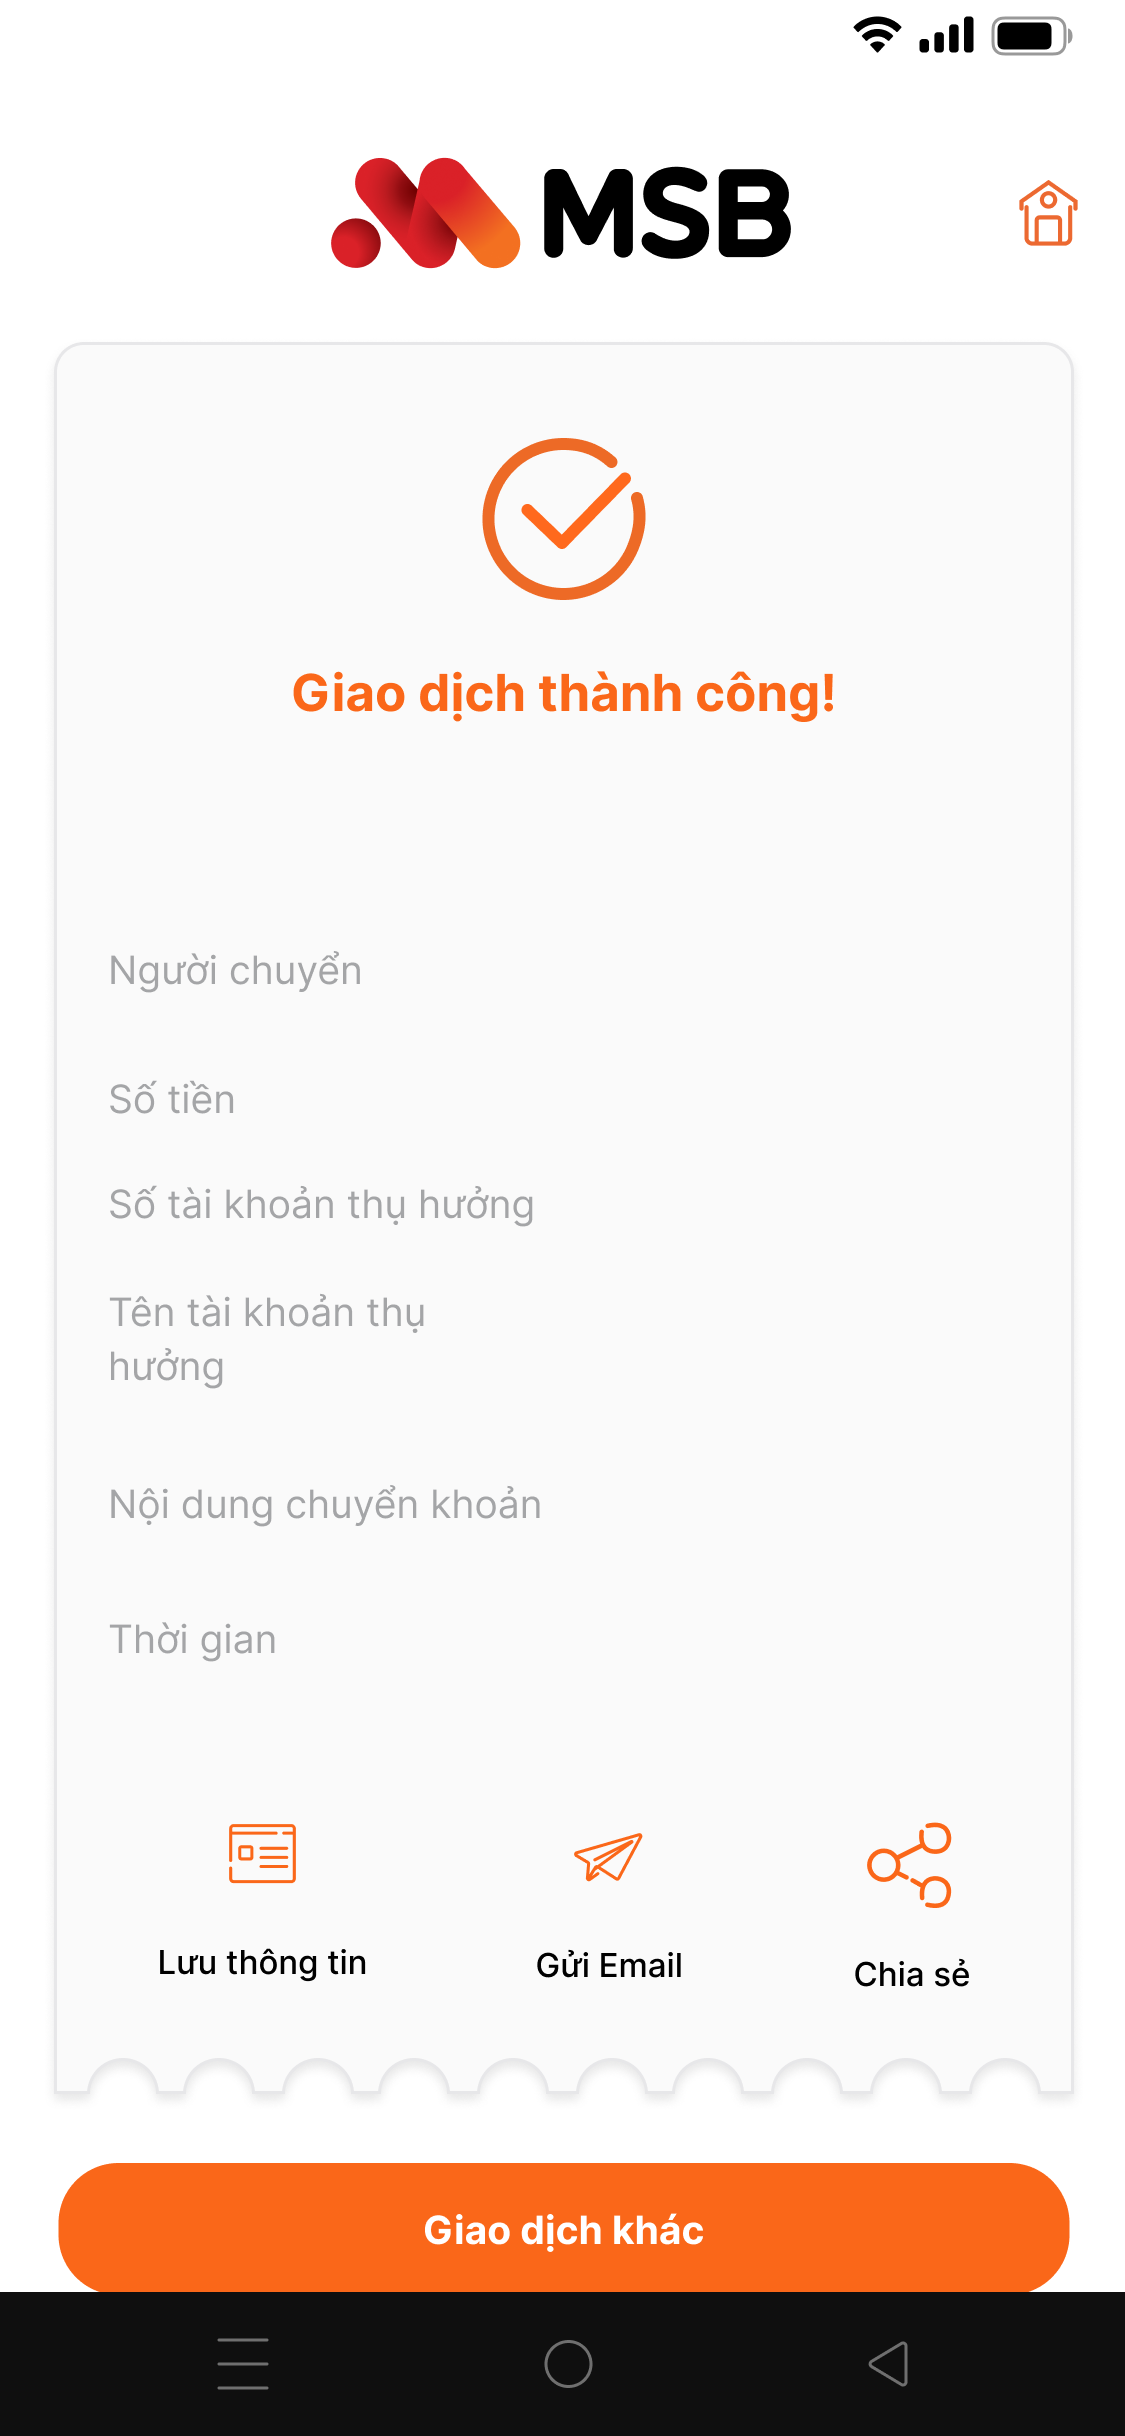 MSB
Giao dịch thành công!
Người chuyển
Số tiền
Số tài khoản thụ hưởng
Tên tài khoản thụ
hưởng
Nội dung chuyển khoản
Thời gian
Lưu thông tin
Gửi Email
Chia sẻ
Giao dịch khác